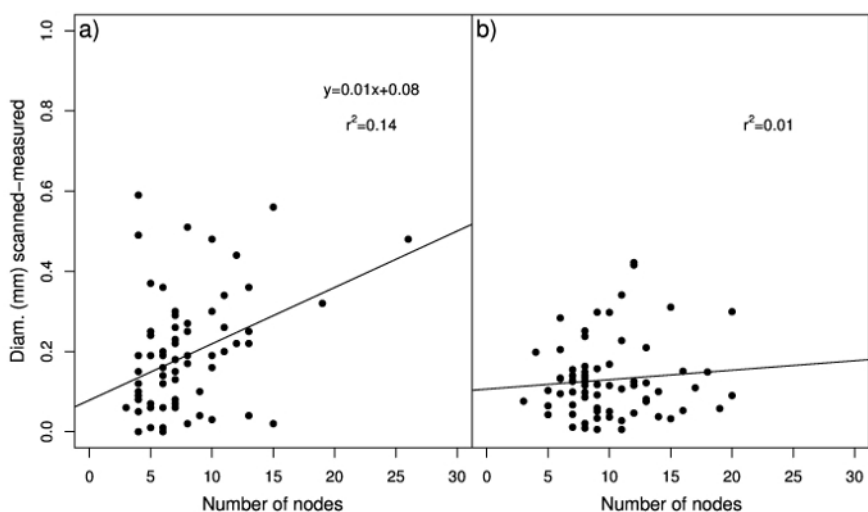 a)
y=0.01x+0.08
r²=0.14
b)
r²=0.01
Diam. (mm) scanned−measured
1.0
0.8
0.6
0.4
0.2
0.0
0 5 10 15 20 25 30
0 5 10 15 20 25 30
Number of nodes
Number of nodes